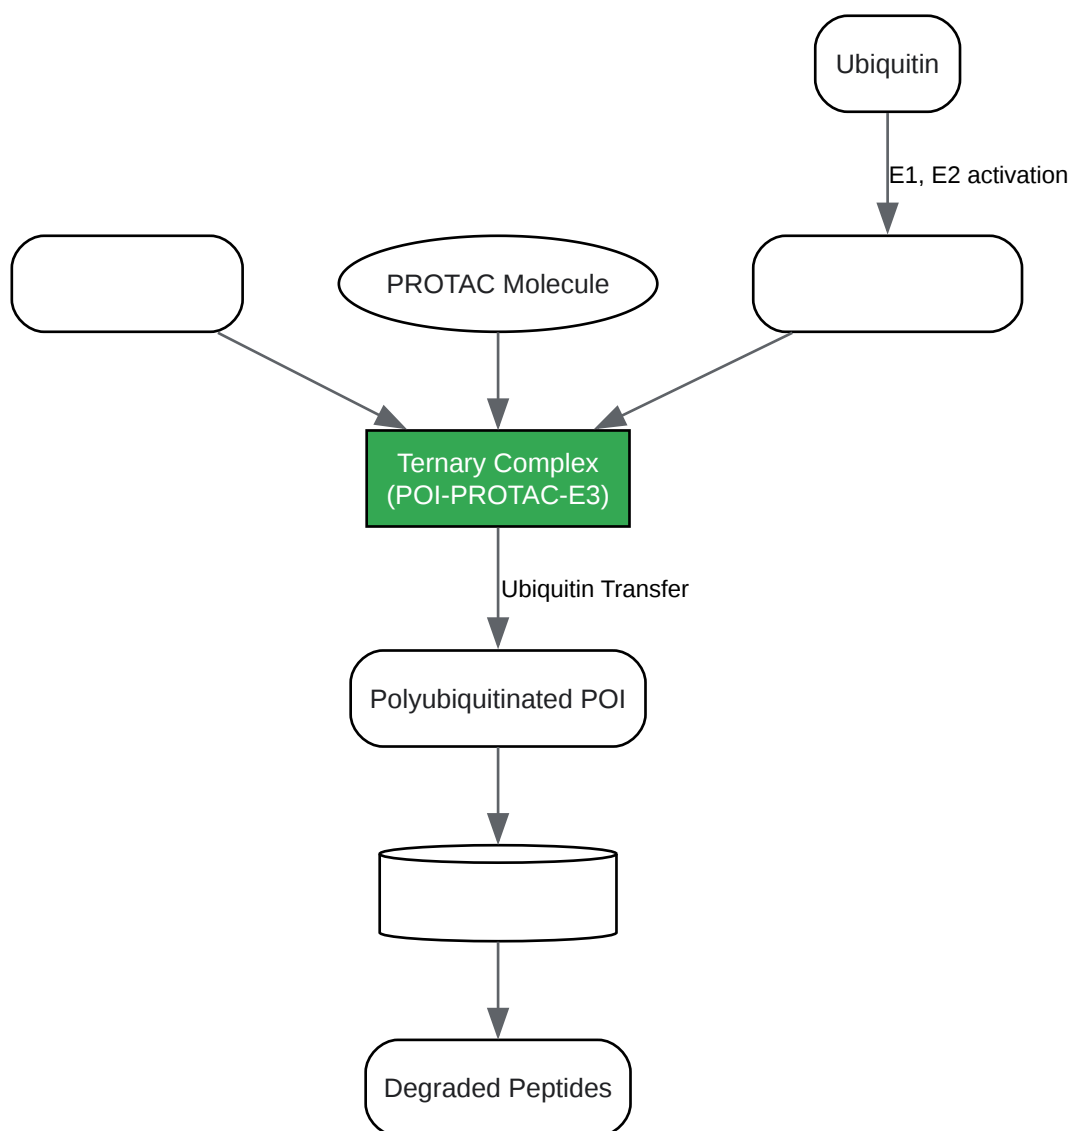 Ubiquitin
E1, E2 activation
PROTAC Molecule
Ternary Complex
(POI-PROTAC-E3)
Ubiquitin Transfer
Polyubiquitinated POI
Degraded Peptides